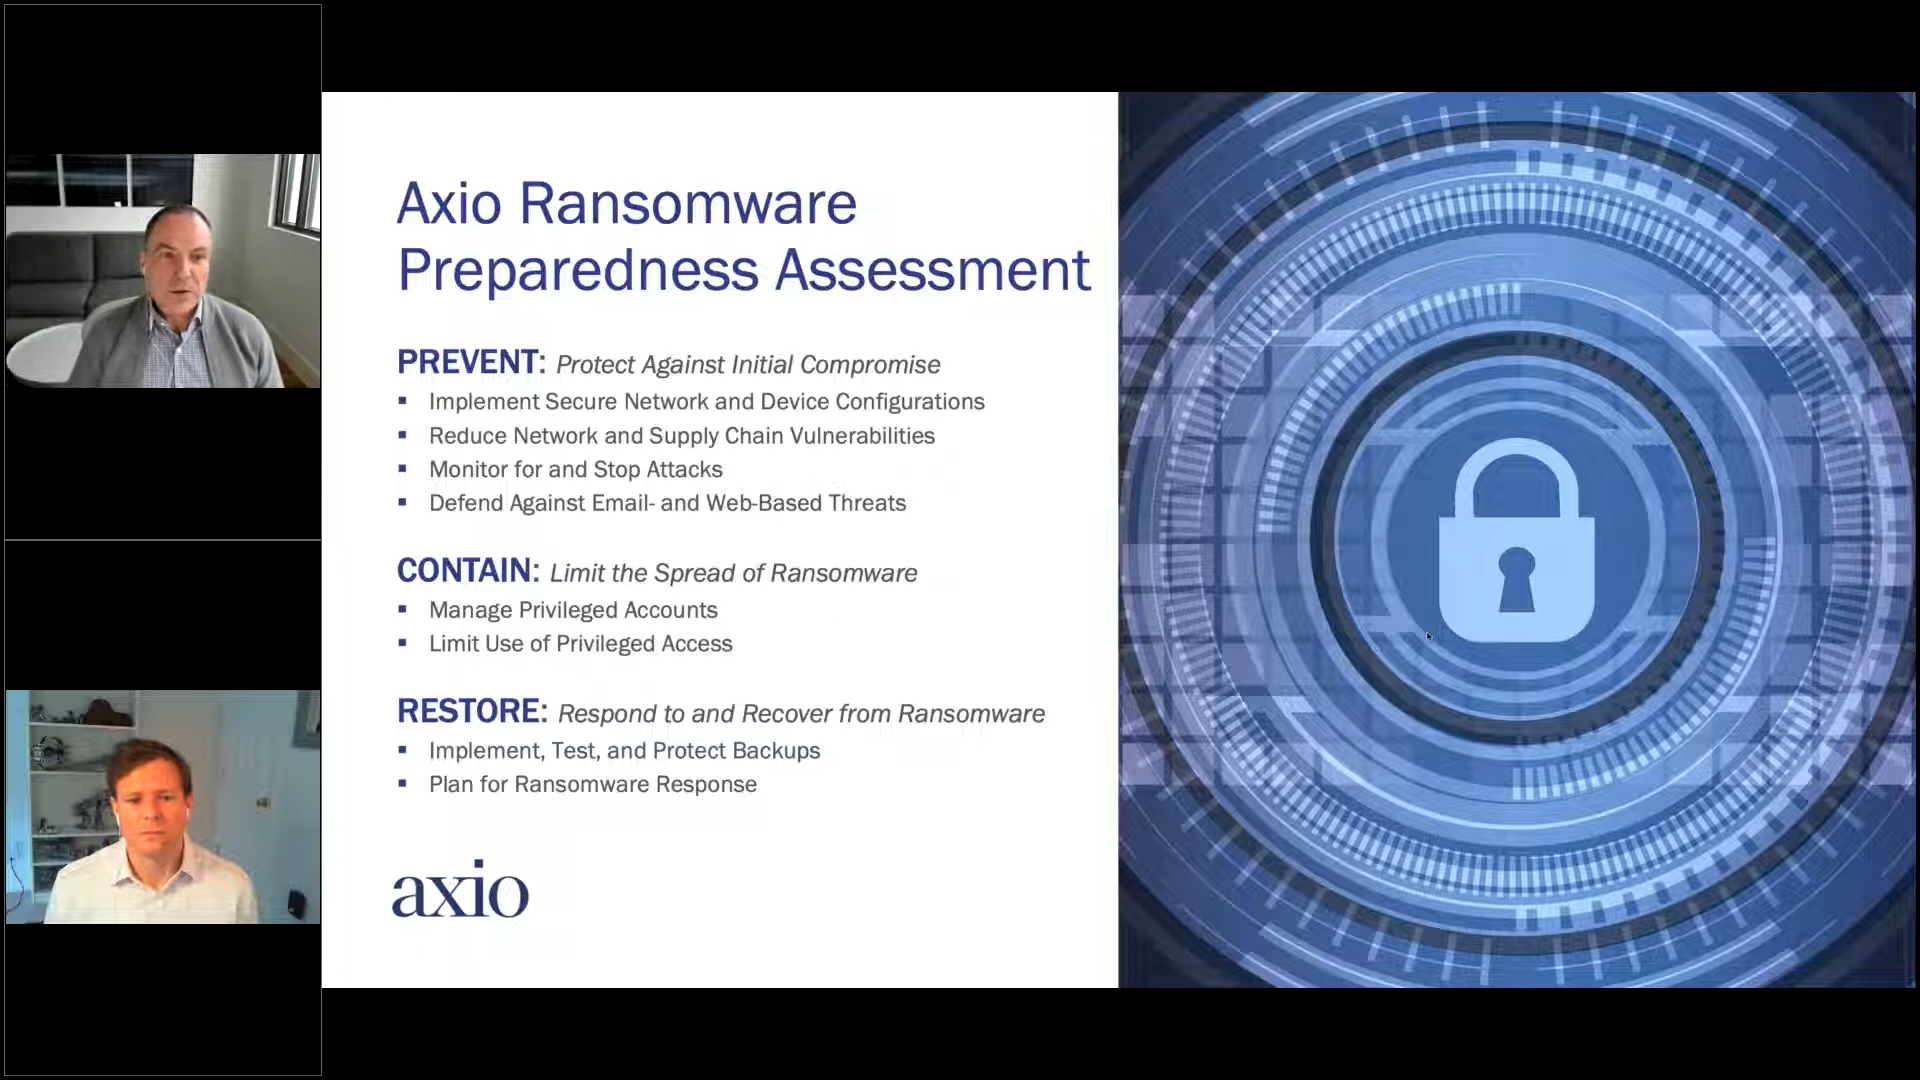 Axio Ransomware
Preparedness Assessment
PREVENT: Protect Against Initial Compromise
▪ Implement Secure Network and Device Configurations
▪ Reduce Network and Supply Chain Vulnerabilities
▪ Monitor for and Stop Attacks
▪ Defend Against Email- and Web-Based Threats
CONTAIN: Limit the Spread of Ransomware
▪ Manage Privileged Accounts
▪ Limit Use of Privileged Access
RESTORE: Respond to and Recover from Ransomware
▪ Implement, Test, and Protect Backups
▪ Plan for Ransomware Response
axio